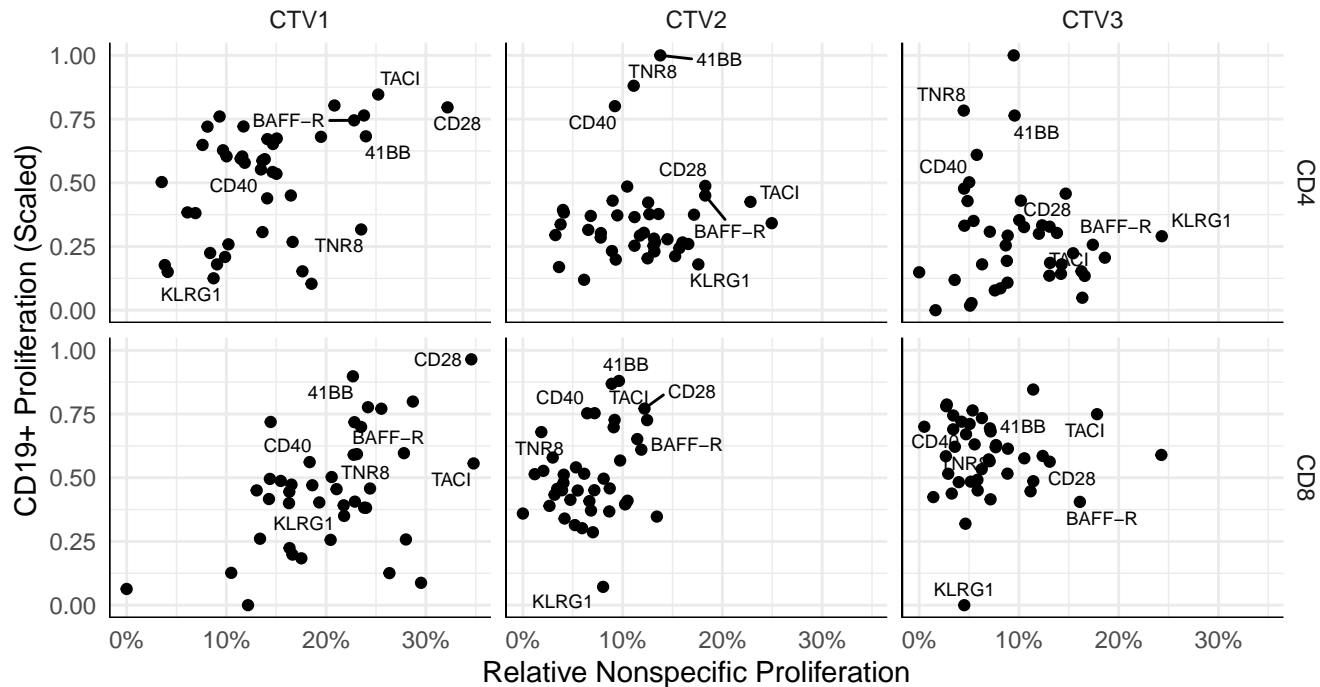 CTV1
CTV2
CTV3
CD19+ Proliferation (Scaled)
1.00
0.75
0.50
0.25
0.00
TACI
BAFF−R
CD28
41BB
CD40
TNR8
KLRG1
41BB
TNR8
CD40
CD28
TACI
BAFF−R
KLRG1
TNR8
41BB
CD40
CD28
BAFF−R
KLRG1
TACI
CD4
1.00
0.75
0.50
0.25
0.00
CD28
41BB
BAFF−R
CD40
TNR8
TACI
KLRG1
41BB
CD40
TACI
CD28
TNR8
BAFF−R
KLRG1
41BB
TACI
CD40
TNR8
CD28
BAFF−R
KLRG1
CD8
0% 10% 20% 30%
0% 10% 20% 30%
0% 10% 20% 30%
Relative Nonspecific Proliferation